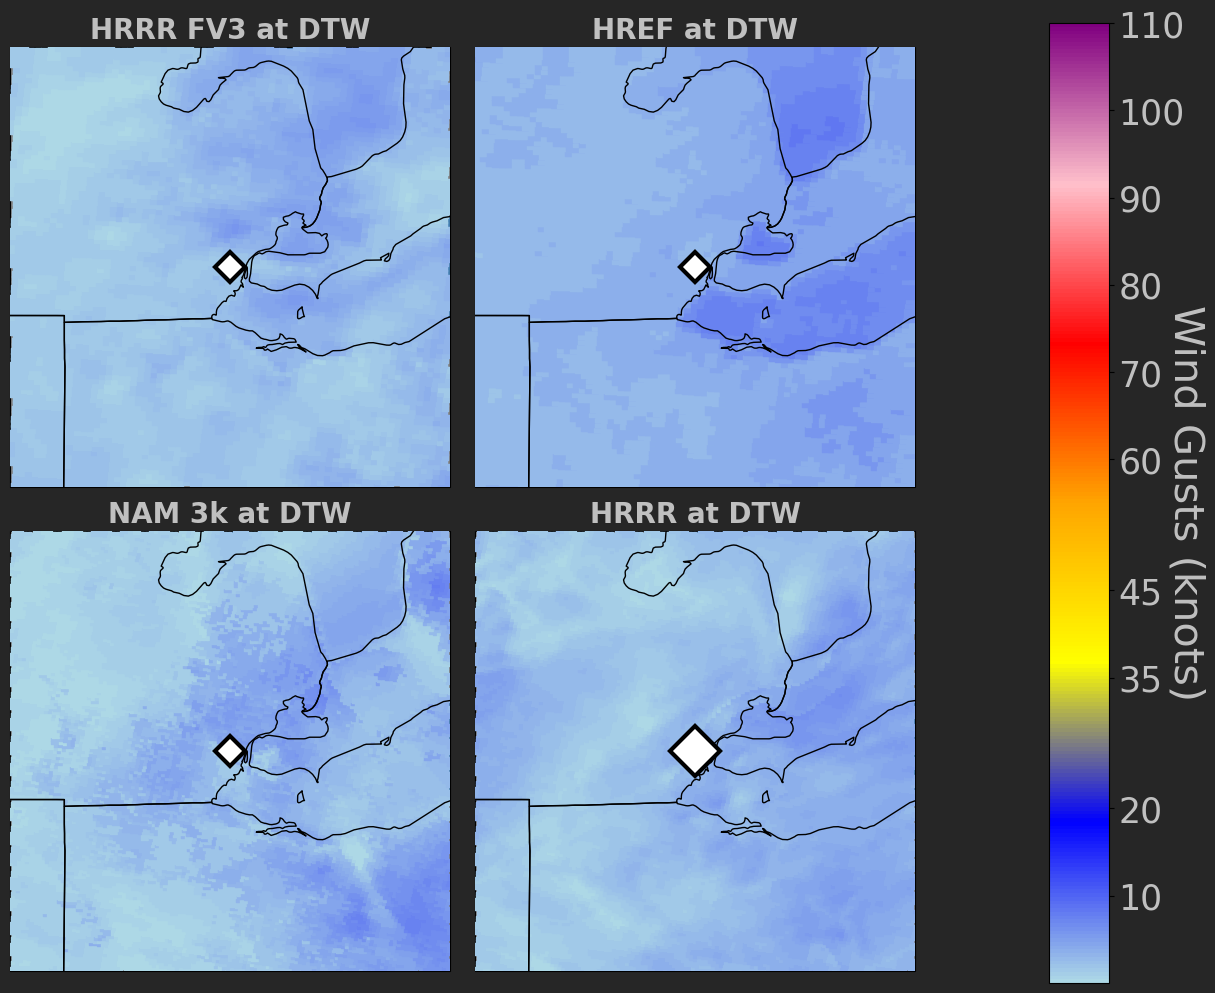 HRRR FV3 at DTW
HREF at DTW
NAM 3k at DTW
HRRR at DTW
110
100
90
80
70
60
45
35
20
10
Wind Gusts (knots)